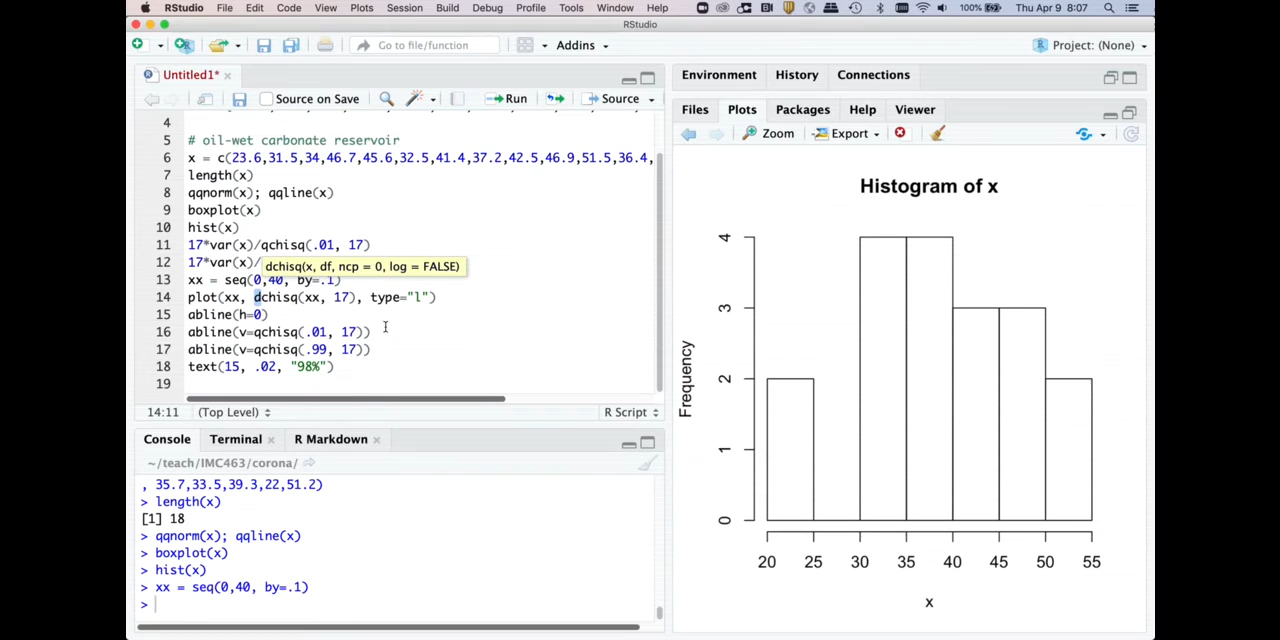 RStudio File Edit Code View Plots Session Build Debug Profile Tools Window Help 100% Thu Apr 9 8:07
RStudio
Go to file/function Addins Project: (None)
Untitled1*
Source on Save Run Source
4
5 # oil-wet carbonate reservoir
6 x = c(23.6,31.5,34,46.7,45.6,32.5,41.4,37.2,42.5,46.9,51.5,36.4,
7 length(x)
8 qqnorm(x); qqline(x)
9 boxplot(x)
10 hist(x)
11 17*var(x)/qchisq(.01, 17)
12 17*var(x)/
dchisq(x, df, ncp = 0, log = FALSE)
13 xx = seq(0,40, by=.1)
14 plot(xx, dchisq(xx, 17), type="l")
15 abline(h=0)
16 abline(v=qchisq(.01, 17))
17 abline(v=qchisq(.99, 17))
18 text(15, .02, "98%")
19
14:11 (Top Level) R Script
Console Terminal R Markdown
~/teach/IMC463/corona/
, 35.7,33.5,39.3,22,51.2)
> length(x)
[1] 18
> qqnorm(x); qqline(x)
> boxplot(x)
> hist(x)
> xx = seq(0,40, by=.1)
>
Environment History Connections
Files Plots Packages Help Viewer
Zoom Export
Histogram of x
Frequency
4
3
2
1
0
20 25 30 35 40 45 50 55
x